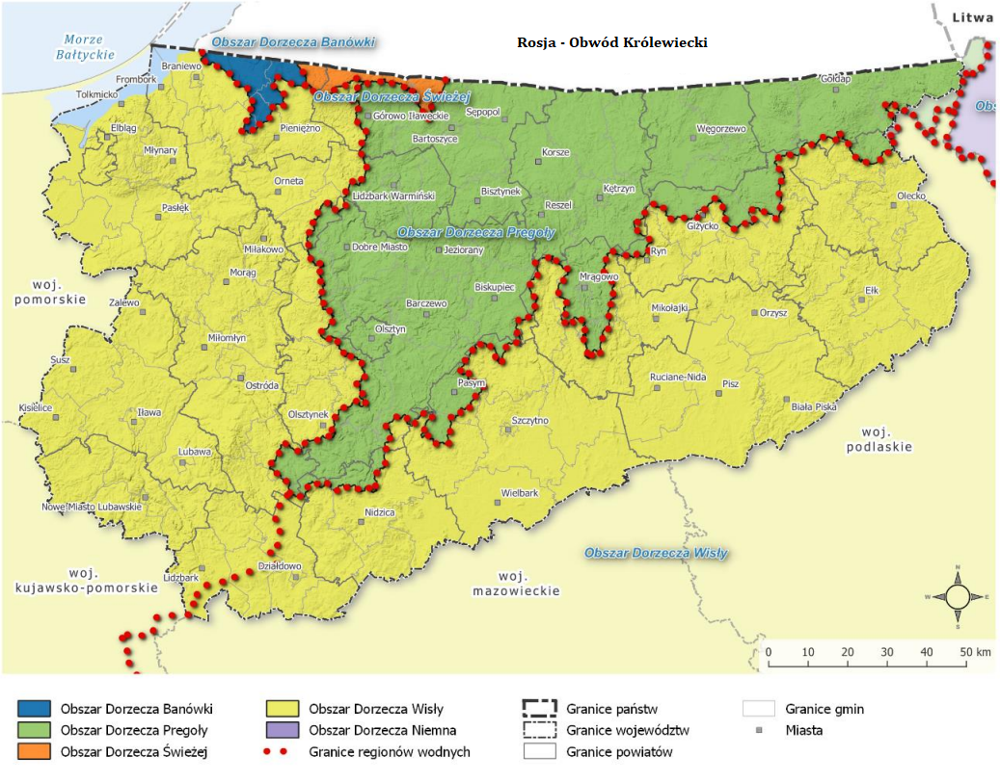 Litwa
Morze
Bałtyckie
Obszar Dorzecza Banówki
Rosja - Obwód Królewiecki
Braniewo
Frombork
Tolkmicko
Gołdap
Obszar Dorzecza Świeżej
Obs
Górowo Iławeckie
Sępopol
Elbląg
Pieniężno
Bartoszyce
Węgorzewo
Młynary
Korsze
Orneta
Lidzbark Warmiński
Bisztynek
Kętrzyn
Olecko
Pasłęk
Reszel
Giżycko
Obszar Dorzecza Pregoły
Miłakowo
Dobre Miasto
Jeziorany
Ryn
Morąg
Mrągowo
woj.
pomorskie
Biskupiec
Ełk
Zalewo
Barczewo
Mikołajki
Orzysz
Olsztyn
Miłomłyn
Susz
Ruciane-Nida
Pisz
Ostróda
Pasym
Kisielice
Iława
Olsztynek
Szczytno
Biała Piska
woj.
podlaskie
Lubawa
Nowe Miasto Lubawskie
Wielbark
Nidzica
Obszar Dorzecza Wisły
Działdowo
woj.
kujawsko-pomorskie
Lidzbark
woj.
mazowieckie
N
W
E
S
0 10 20 30 40 50 km
Obszar Dorzecza Banówki
Obszar Dorzecza Wisły
Granice państw
Granice gmin
Obszar Dorzecza Pregoły
Obszar Dorzecza Niemna
Granice województw
Miasta
Obszar Dorzecza Świeżej
Granice regionów wodnych
Granice powiatów